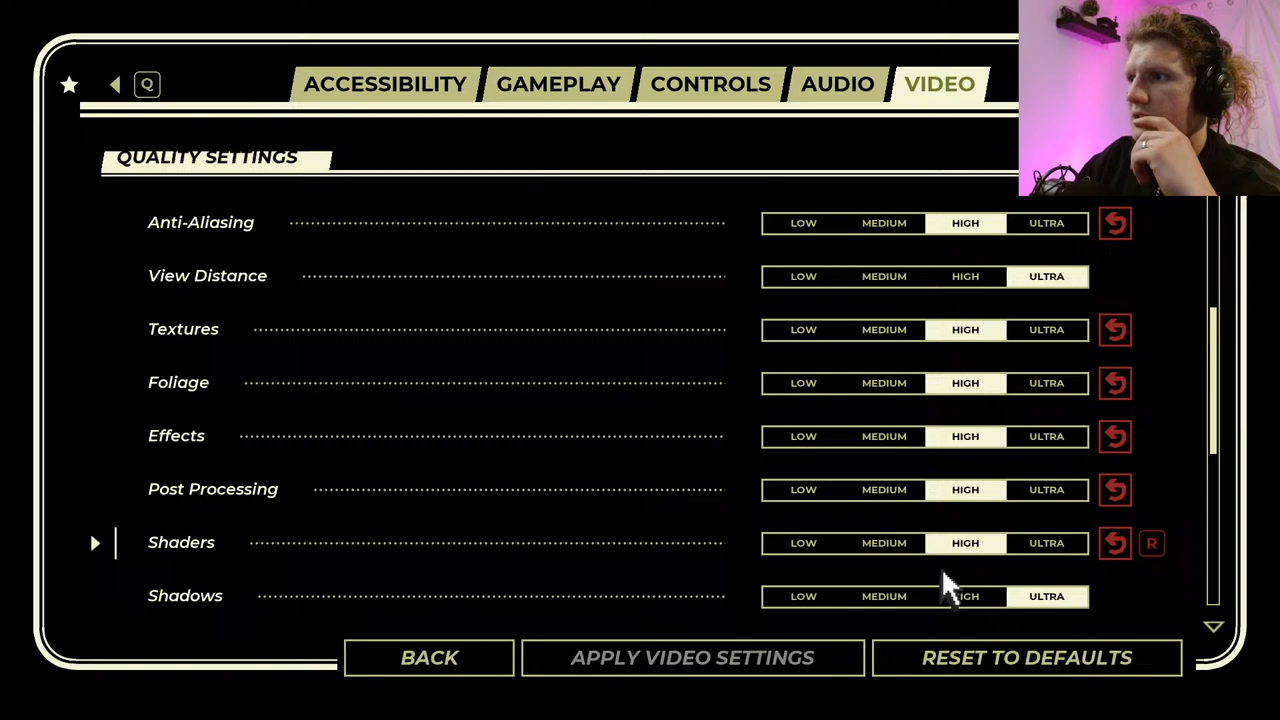 Q ACCESSIBILITY GAMEPLAY CONTROLS AUDIO VIDEO
QUALITY SETTINGS
Anti-Aliasing LOW MEDIUM HIGH ULTRA
View Distance LOW MEDIUM HIGH ULTRA
Textures LOW MEDIUM HIGH ULTRA
Foliage LOW MEDIUM HIGH ULTRA
Effects LOW MEDIUM HIGH ULTRA
Post Processing LOW MEDIUM HIGH ULTRA
Shaders LOW MEDIUM HIGH ULTRA R
Shadows LOW MEDIUM HIGH ULTRA
BACK APPLY VIDEO SETTINGS RESET TO DEFAULTS